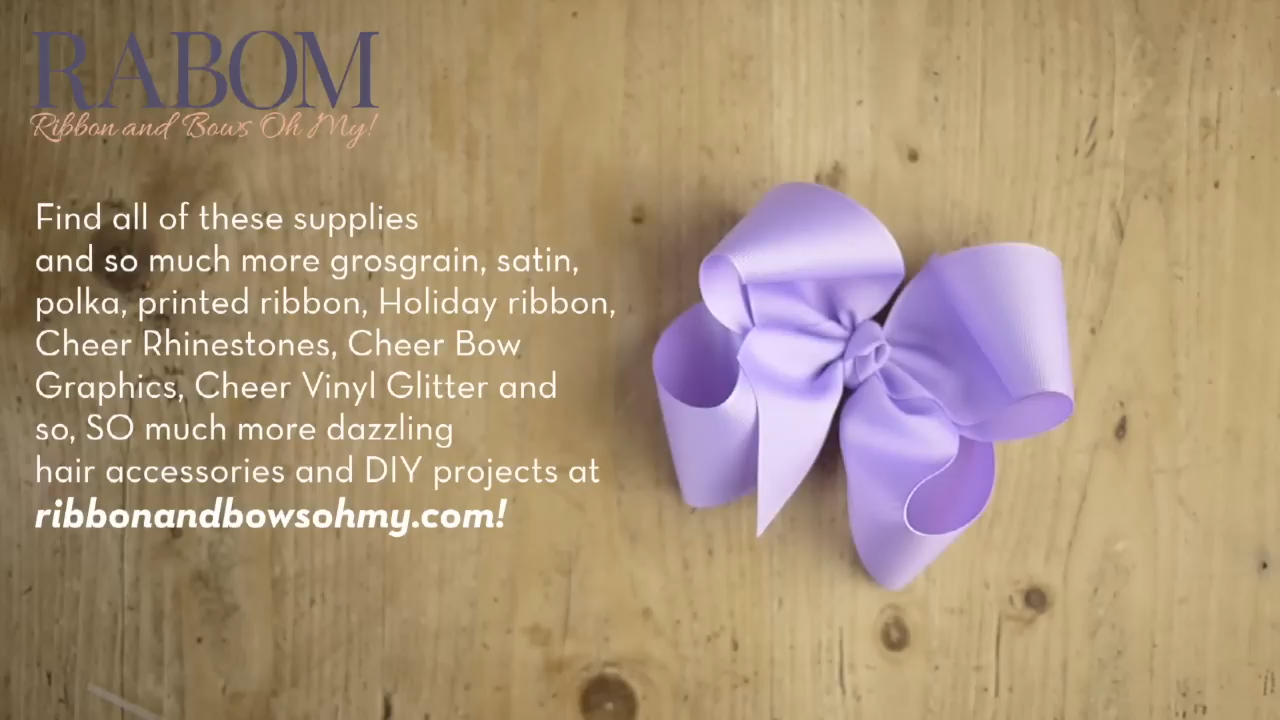 RABOM
Ribbon and Bows Oh My!
Find all of these supplies
and so much more grosgrain, satin,
polka, printed ribbon, Holiday ribbon,
Cheer Rhinestones, Cheer Bow
Graphics, Cheer Vinyl Glitter and
so, SO much more dazzling
hair accessories and DIY projects at
ribbonandbowsohmy.com!